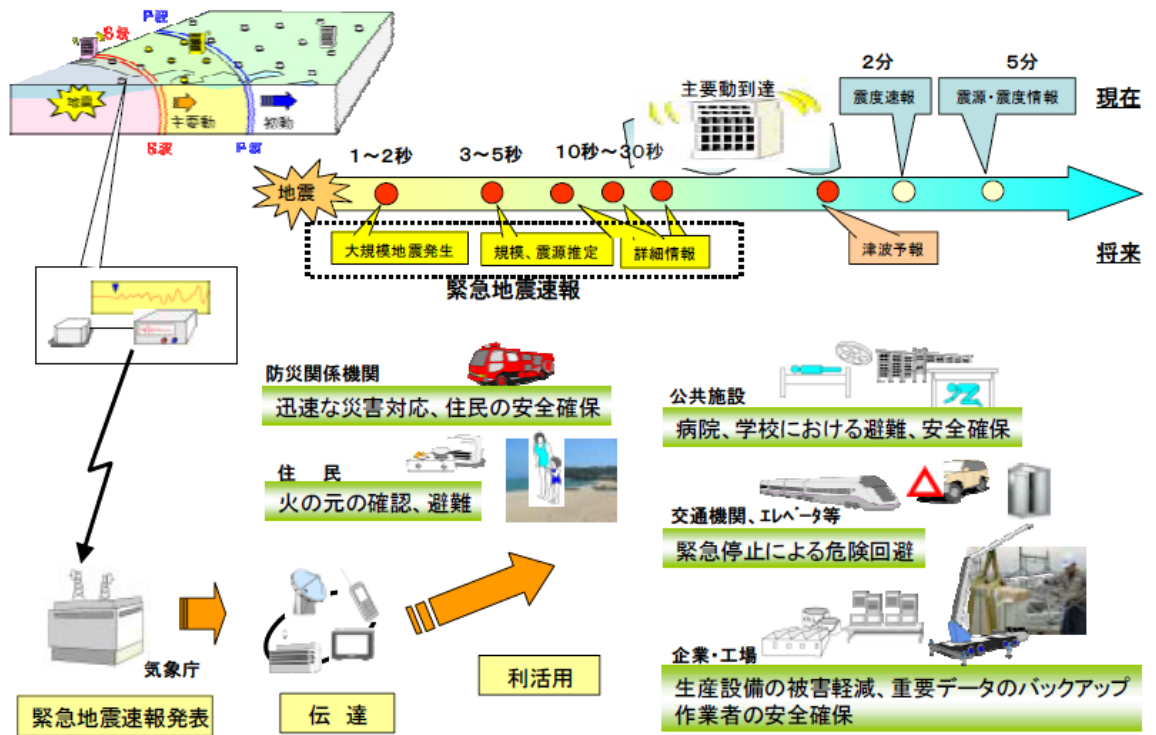 S波
P波
地震
主要動
初動
S波
P波
2分
5分
主要動到達
震度速報
震源・震度情報
現在
1～2秒
3～5秒
10秒～30秒
地震
大規模地震発生
規模、震源推定
詳細情報
津波予報
将来
緊急地震速報
防災関係機関
迅速な災害対応、住民の安全確保
公共施設
病院、学校における避難、安全確保
住 民
火の元の確認、避難
交通機関、エレベータ等
緊急停止による危険回避
気象庁
企業・工場
生産設備の被害軽減、重要データのバックアップ
作業者の安全確保
緊急地震速報発表
伝 達
利活用